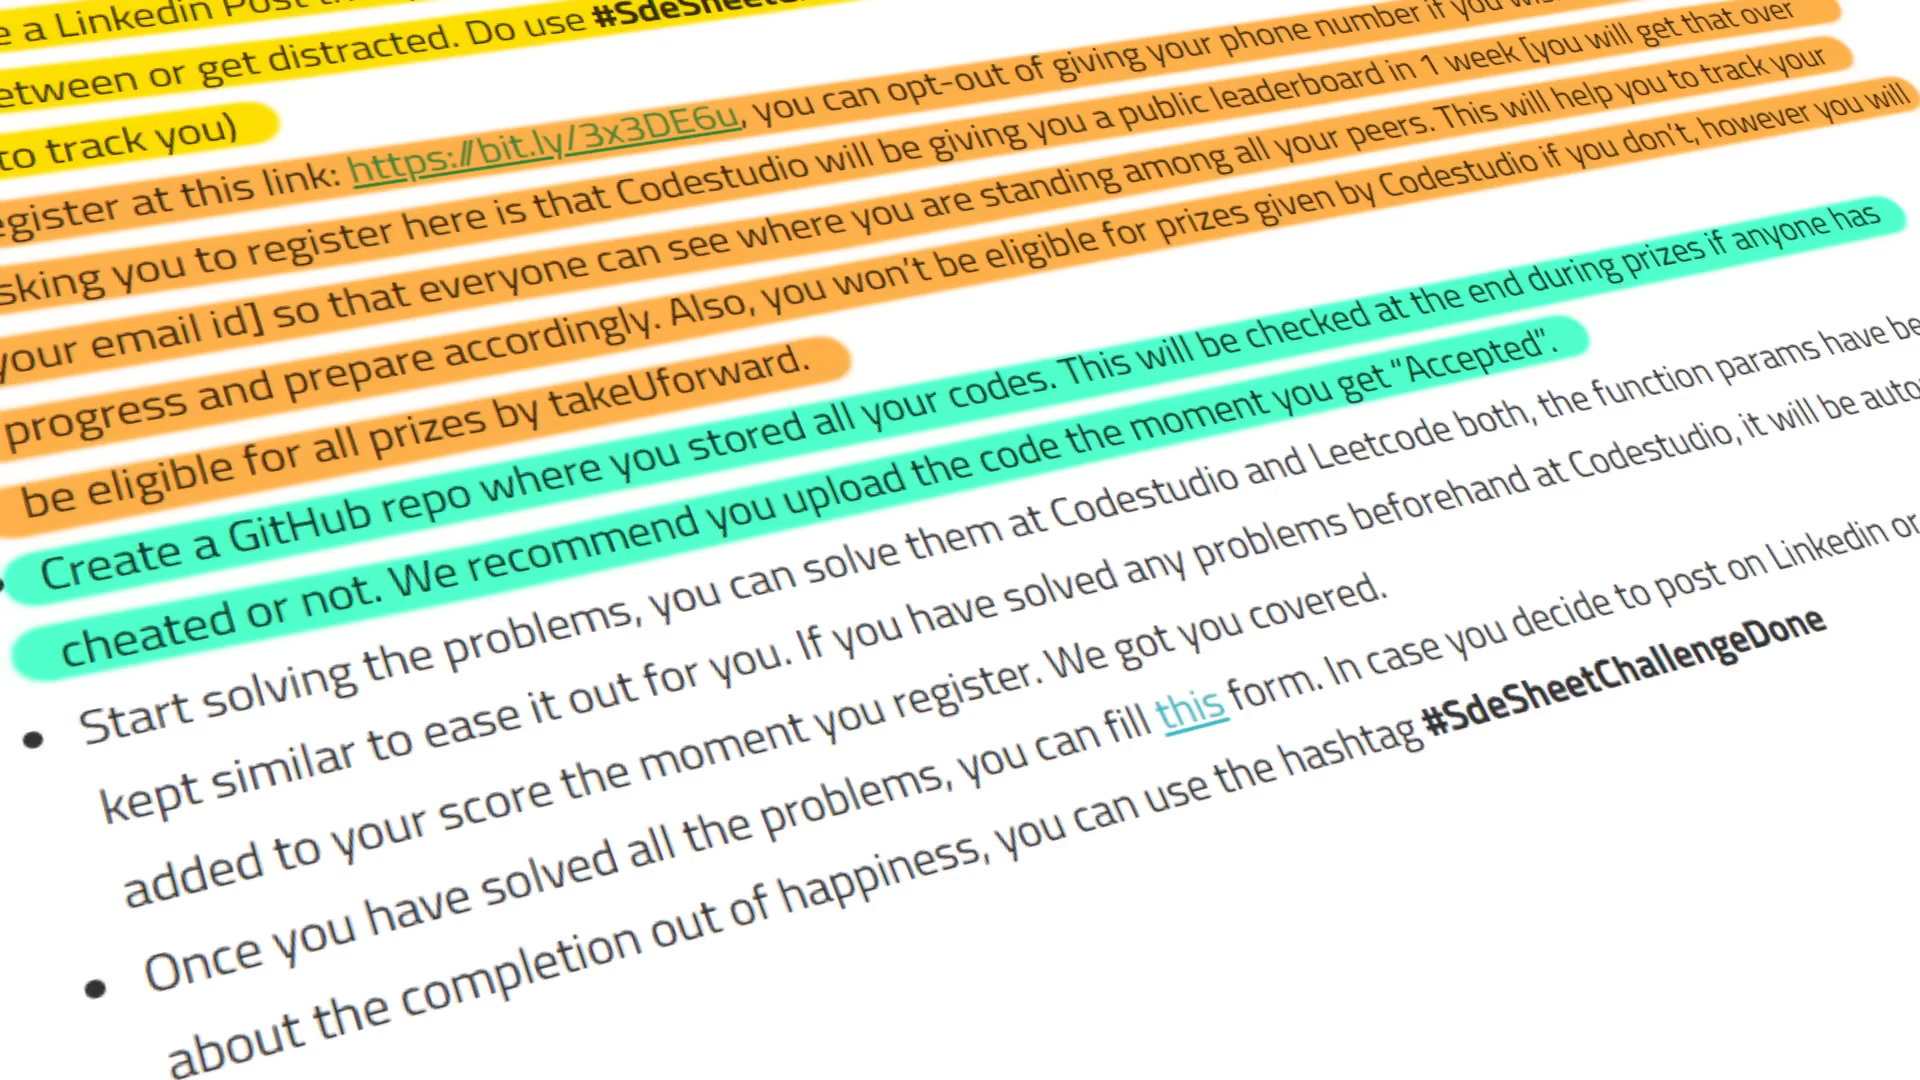 e a Linkedin Post
etween or get distracted. Do use #SdeSheet
to track you)
egister at this link: https://bit.ly/3x3DE6u, you can opt-out of giving your phone number if you
sking you to register here is that Codestudio will be giving you a public leaderboard in 1 week [you will get that over
your email id] so that everyone can see where you are standing among all your peers. This will help you to track your
progress and prepare accordingly. Also, you won't be eligible for prizes given by Codestudio if you don't, however you will
be eligible for all prizes by takeUforward.
Create a GitHub repo where you stored all your codes. This will be checked at the end during prizes if anyone has
cheated or not. We recommend you upload the code the moment you get “Accepted”.
• Start solving the problems, you can solve them at Codestudio and Leetcode both, the function params have be
kept similar to ease it out for you. If you have solved any problems beforehand at Codestudio, it will be auto
added to your score the moment you register. We got you covered.
• Once you have solved all the problems, you can fill this form. In case you decide to post on Linkedin or
about the completion out of happiness, you can use the hashtag #SdeSheetChallengeDone